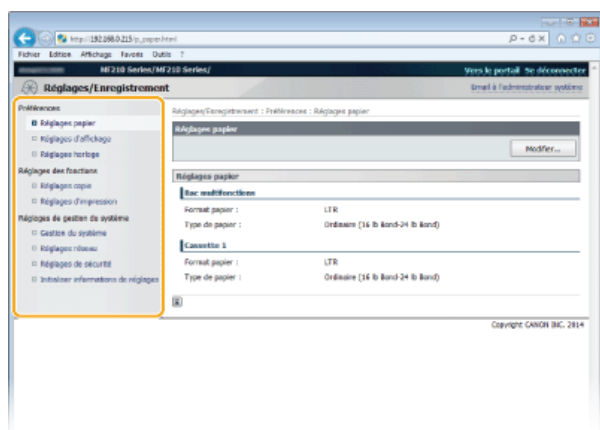 http://192.168.0.215/p_paper.html
Fichier Edition Affichage Favoris Outils ?
MF210 Series/MF210 Series/
Vers le portail Se déconnecter
Réglages/Enregistrement
Email à l'administrateur système
Préférences
Réglages papier
Réglages d'affichage
Réglages horloge
Réglages des fonctions
Réglages copie
Réglages d'impression
Réglages de gestion du système
Gestion du système
Réglages réseau
Réglages de sécurité
Initialiser informations de réglages
Réglages/Enregistrement : Préférences : Réglages papier
Réglages papier
Modifier...
Réglages papier
Bac multifonctions
Format papier : LTR
Type de papier : Ordinaire (16 lb Bond-24 lb Bond)
Cassette 1
Format papier : LTR
Type de papier : Ordinaire (16 lb Bond-24 lb Bond)
Copyright CANON INC. 2014